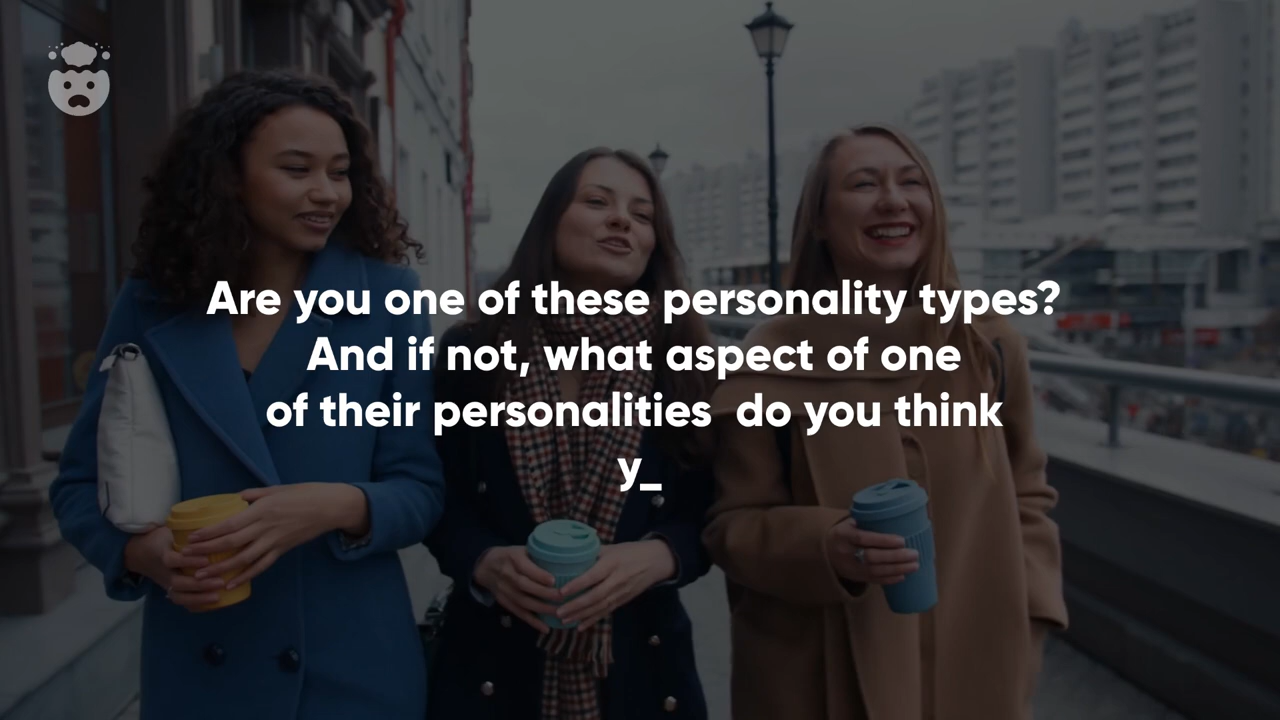 Are you one of these personality types?
And if not, what aspect of one
of their personalities  do you think
y_